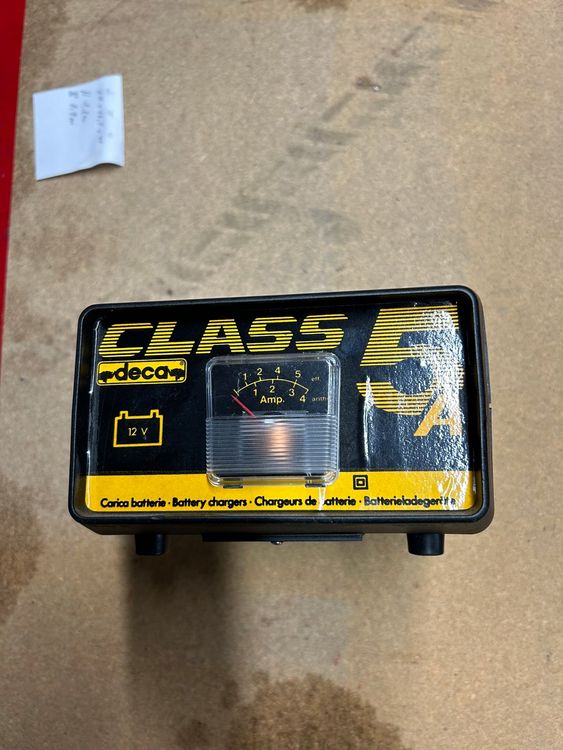 CLASS 5A
deca
1 2 4 5 eff.
1 2 3 4 arith.
Amp.
12 V
Carica batterie · Battery chargers · Chargeurs de batterie · Batterieladegeräte